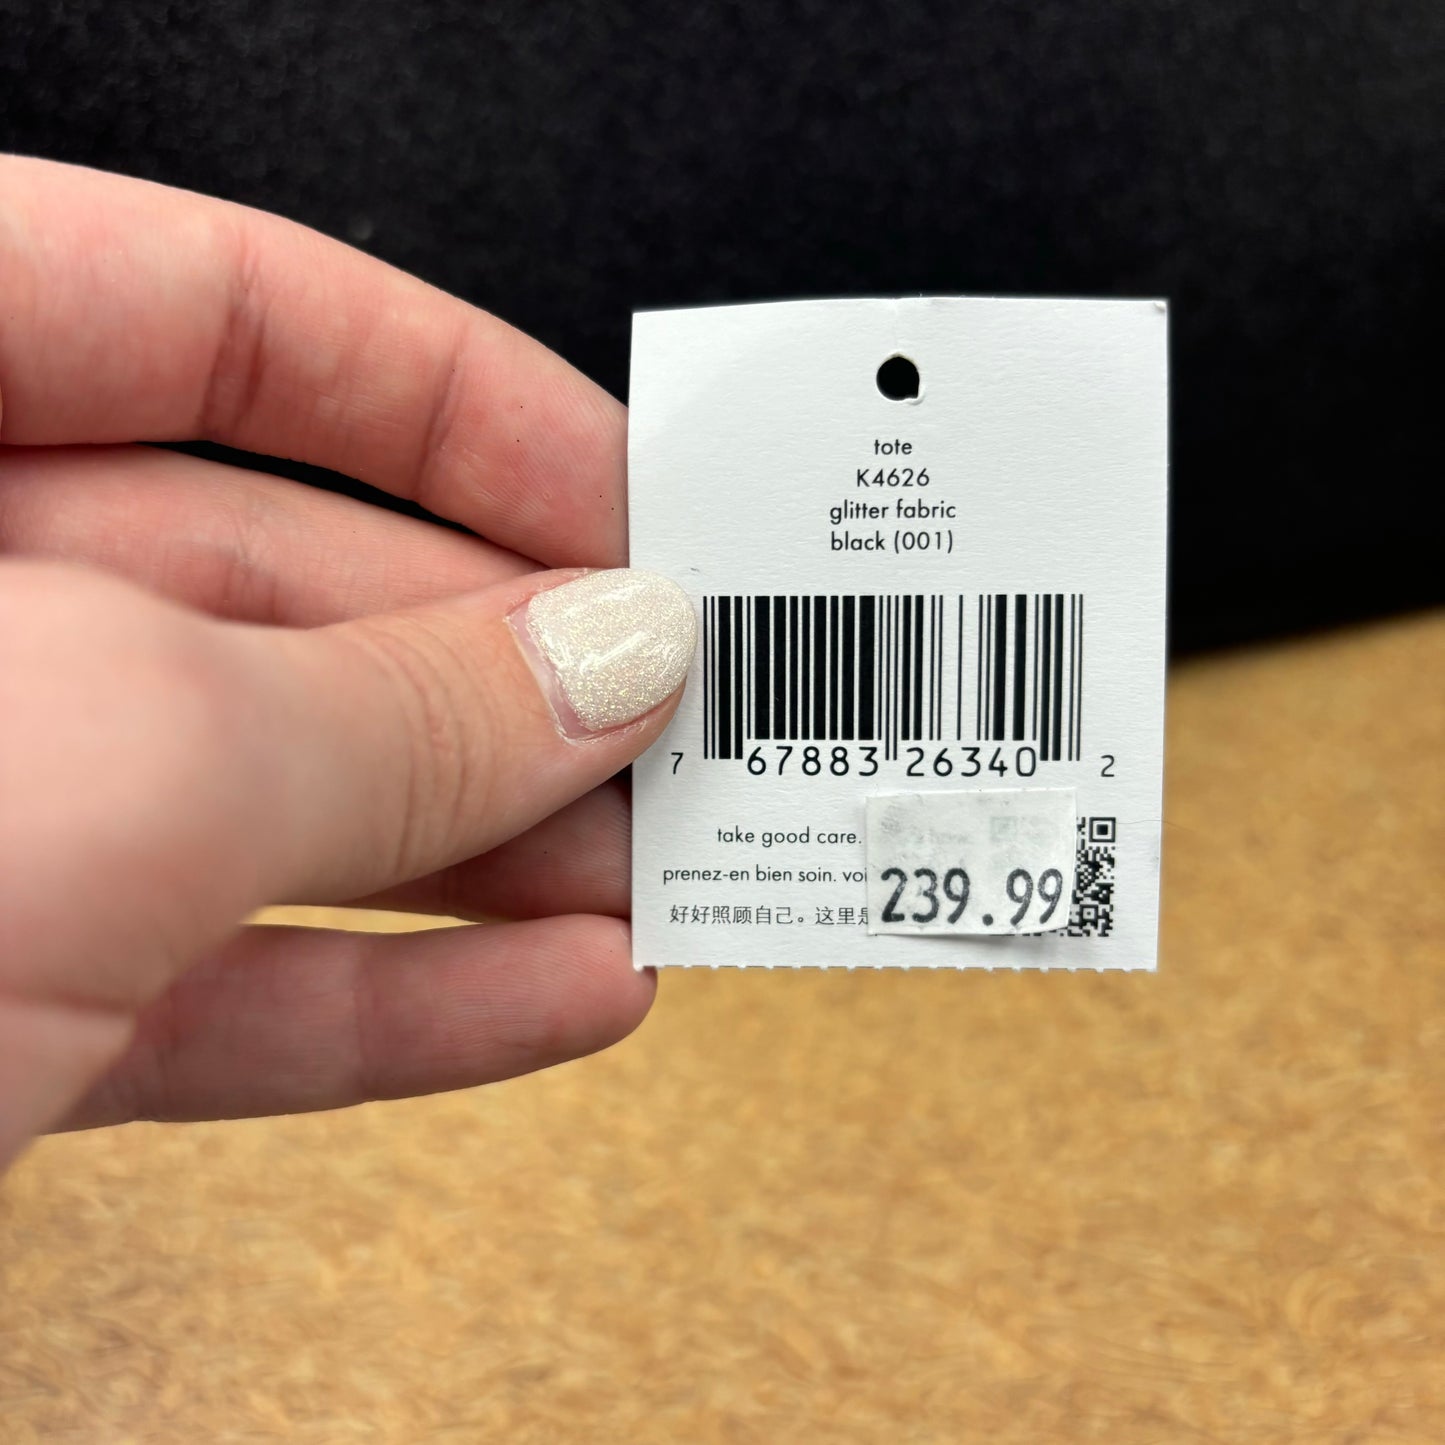 tote
K4626
glitter fabric
black (001)
7 67883 26340 2
take good care.
prenez-en bien soin.
好好照顾自己。这里
239.99